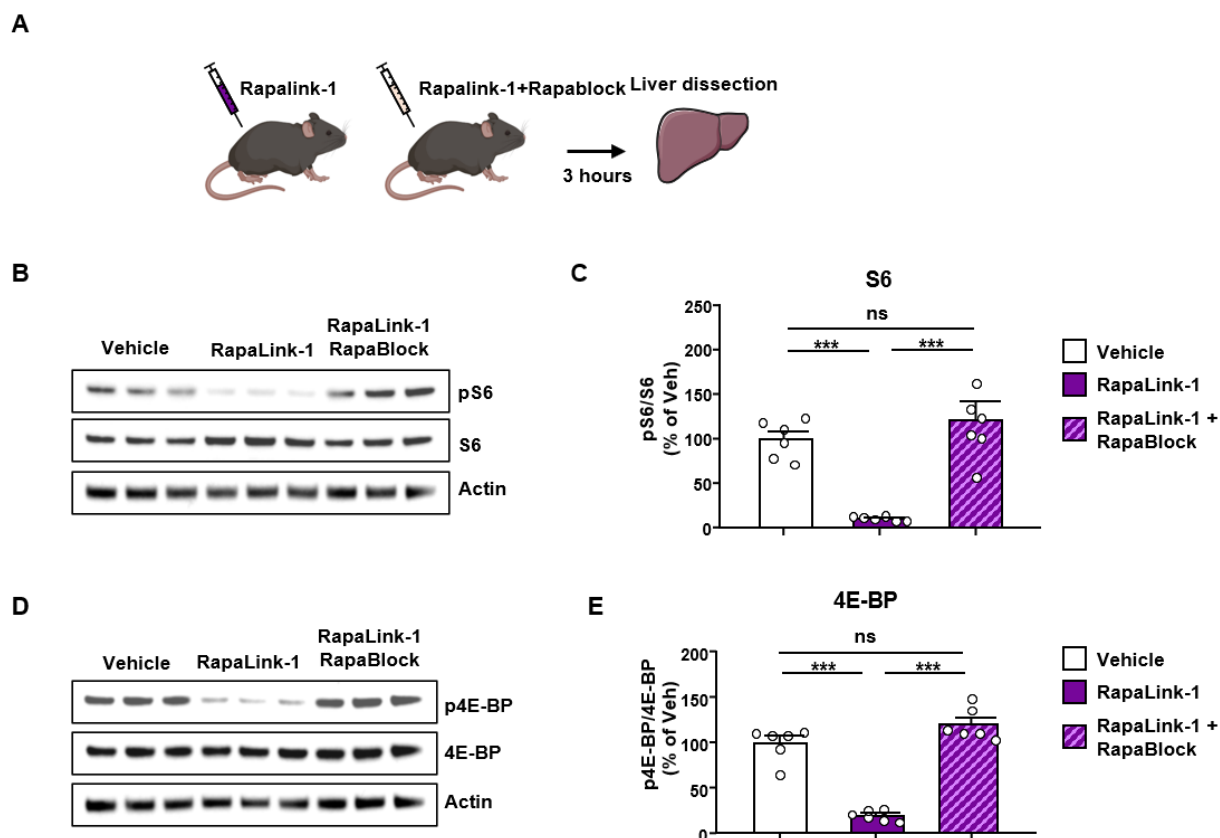 A
Rapalink-1
Rapalink-1+Rapablock
Liver dissection
3 hours
B
Vehicle
RapaLink-1
RapaLink-1
RapaBlock
pS6
S6
Actin
C
S6
pS6/S6
(% of Veh)
250
200
150
100
50
0
ns
***
***
Vehicle
RapaLink-1
RapaLink-1 +
RapaBlock
D
Vehicle
RapaLink-1
RapaLink-1
RapaBlock
p4E-BP
4E-BP
Actin
E
4E-BP
p4E-BP/4E-BP
(% of Veh)
200
150
100
50
0
ns
***
***
Vehicle
RapaLink-1
RapaLink-1 +
RapaBlock